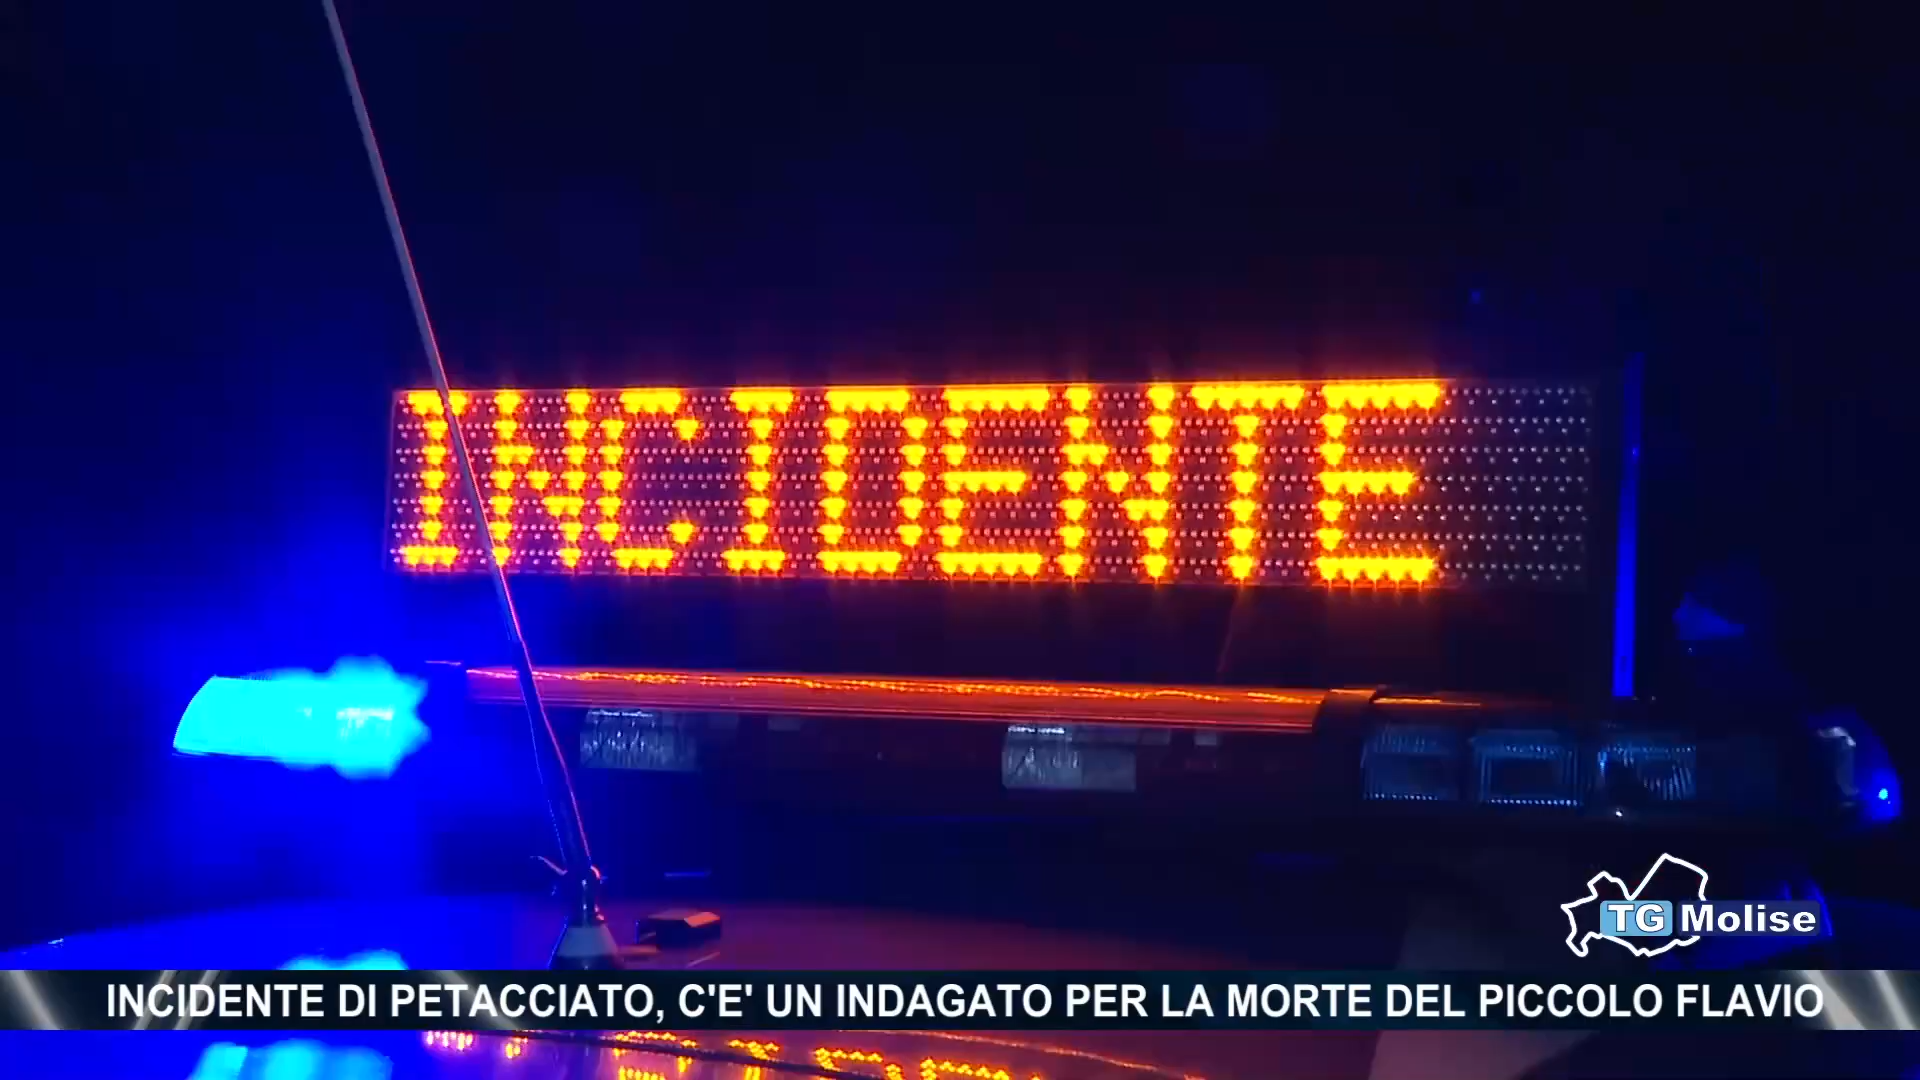 INCIDENTE
TG Molise
INCIDENTE DI PETACCIATO, C'E' UN INDAGATO PER LA MORTE DEL PICCOLO FLAVIO